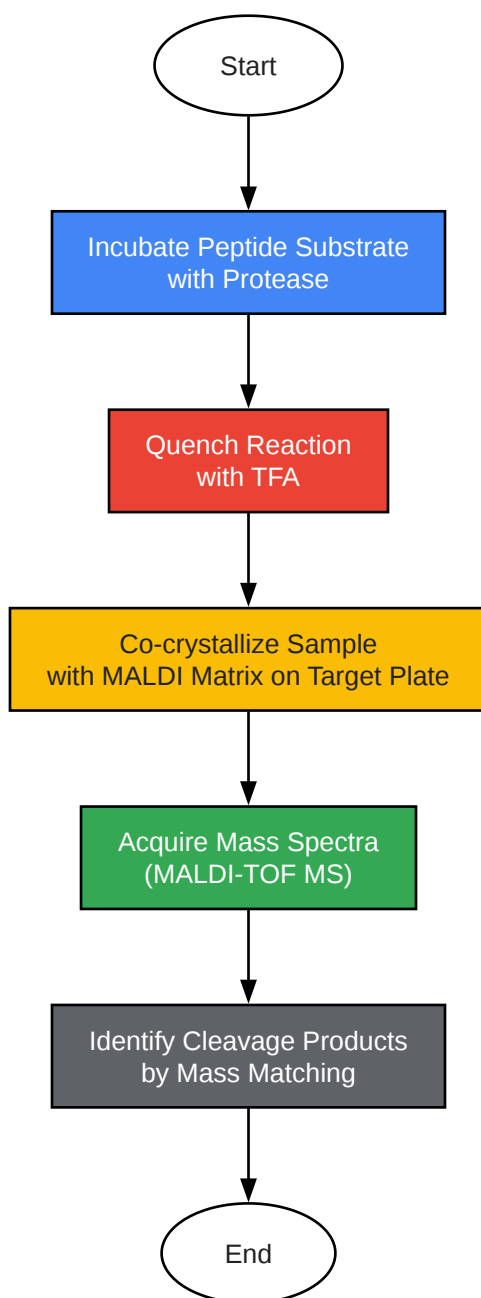 Start
Incubate Peptide Substrate
with Protease
Quench Reaction
with TFA
Co-crystallize Sample
with MALDI Matrix on Target Plate
Acquire Mass Spectra
(MALDI-TOF MS)
Identify Cleavage Products
by Mass Matching
End